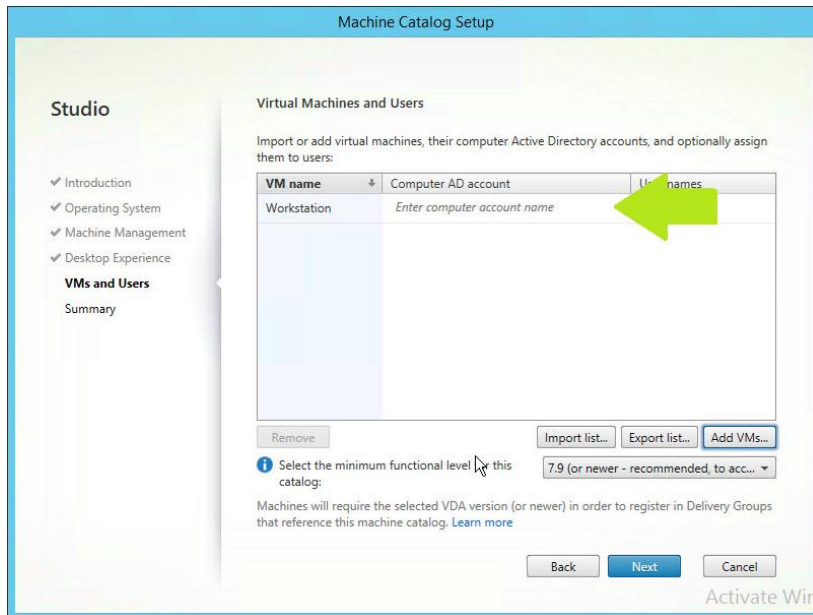 Machine Catalog Setup
Studio
Introduction
Operating System
Machine Management
Desktop Experience
VMs and Users
Summary
Virtual Machines and Users
Import or add virtual machines, their computer Active Directory accounts, and optionally assign
them to users:
VM name Computer AD account names
Workstation Enter computer account name
Remove Import list... Export list... Add VMs...
Select the minimum functional level for this
catalog:
7.9 (or newer - recommended, to acc...
Machines will require the selected VDA version (or newer) in order to register in Delivery Groups
that reference this machine catalog. Learn more
Back Next Cancel
Activate Win